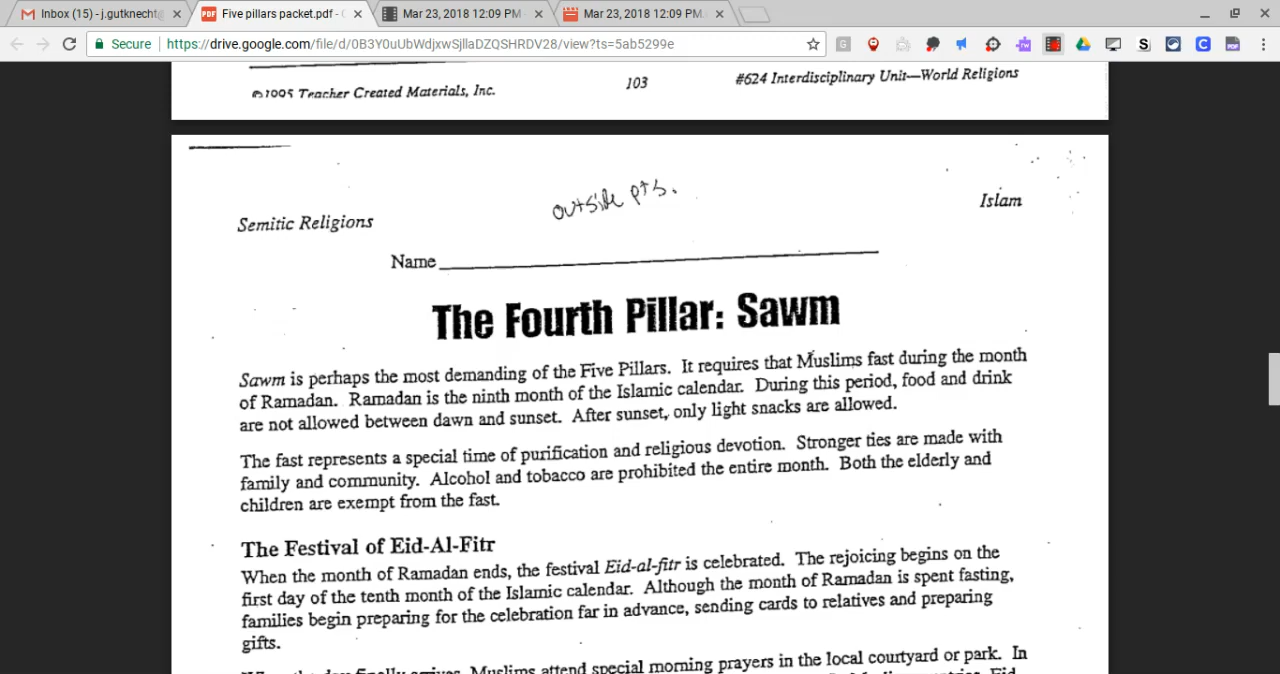 Inbox (15) - j.gutknecht@
Five pillars packet.pdf - G
Mar 23, 2018 12:09 PM -
Mar 23, 2018 12:09 PM.
Secure
https://drive.google.com/file/d/0B3Y0uUbWdjxwSjllaDZQSHRDV28/view?ts=5ab5299e
©1995 Teacher Created Materials, Inc.
103
#624 Interdisciplinary Unit—World Religions
outside pts.
Semitic Religions
Islam
Name
The Fourth Pillar: Sawm
Sawm is perhaps the most demanding of the Five Pillars. It requires that Muslims fast during the month
of Ramadan. Ramadan is the ninth month of the Islamic calendar. During this period, food and drink
are not allowed between dawn and sunset. After sunset, only light snacks are allowed.
The fast represents a special time of purification and religious devotion. Stronger ties are made with
family and community. Alcohol and tobacco are prohibited the entire month. Both the elderly and
children are exempt from the fast.
The Festival of Eid-Al-Fitr
When the month of Ramadan ends, the festival Eid-al-fitr is celebrated. The rejoicing begins on the
first day of the tenth month of the Islamic calendar. Although the month of Ramadan is spent fasting,
families begin preparing for the celebration far in advance, sending cards to relatives and preparing
gifts.
Muslims attend special morning prayers in the local courtyard or park. In